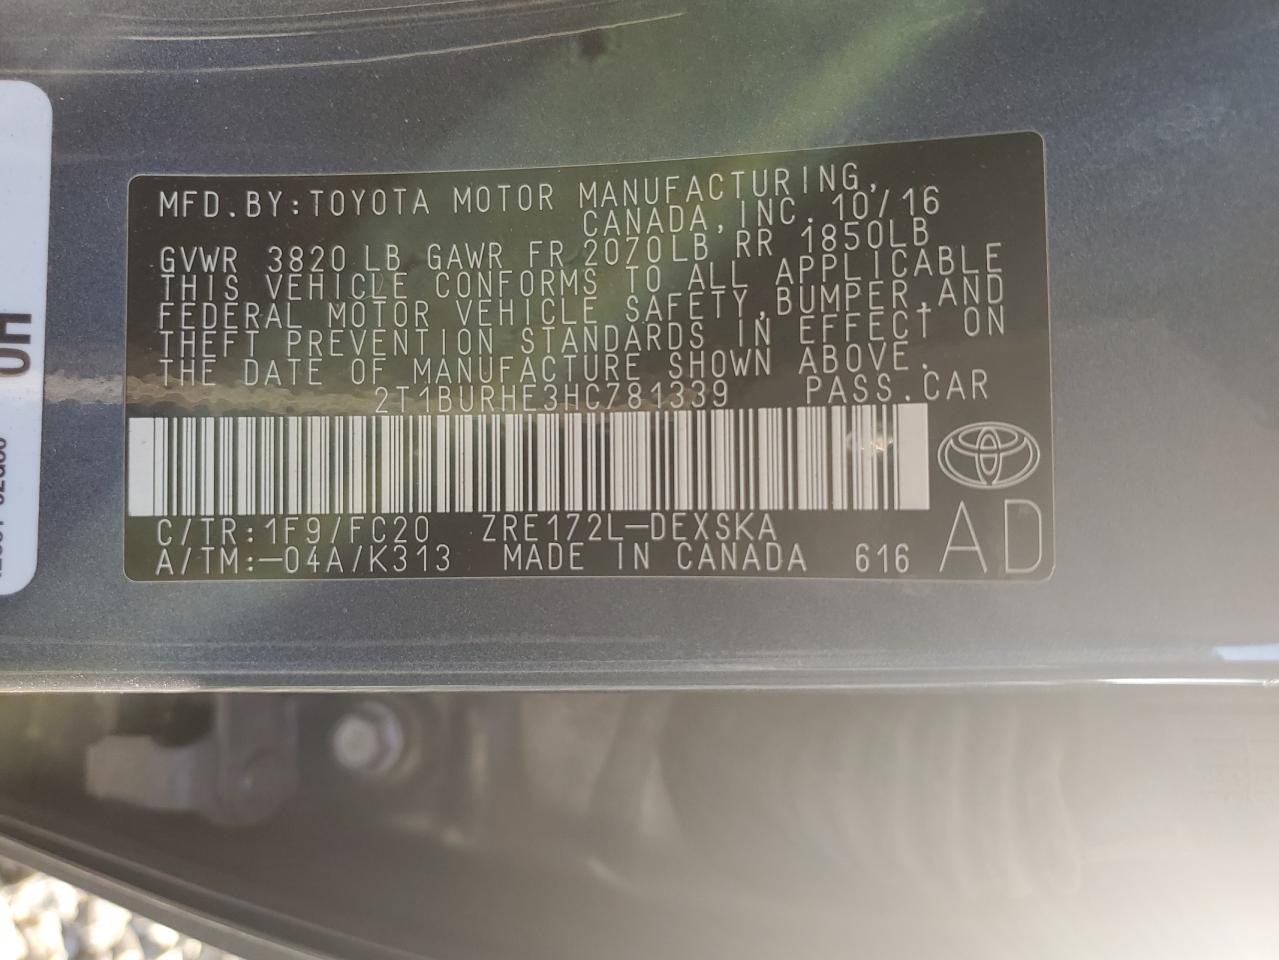 MFD.BY:TOYOTA MOTOR MANUFACTURING,
CANADA,INC. 10/16
GVWR 3820 LB GAWR FR 2070LB RR 1850LB
THIS VEHICLE CONFORMS TO ALL APPLICABLE
FEDERAL MOTOR VEHICLE SAFETY,BUMPER,AND
THEFT PREVENTION STANDARDS IN EFFECT ON
THE DATE OF MANUFACTURE SHOWN ABOVE.
2T1BURHE3HC781339 PASS.CAR
C/TR:1F9/FC20 ZRE172L-DEXSKA
A/TM:-04A/K313 MADE IN CANADA 616 AD